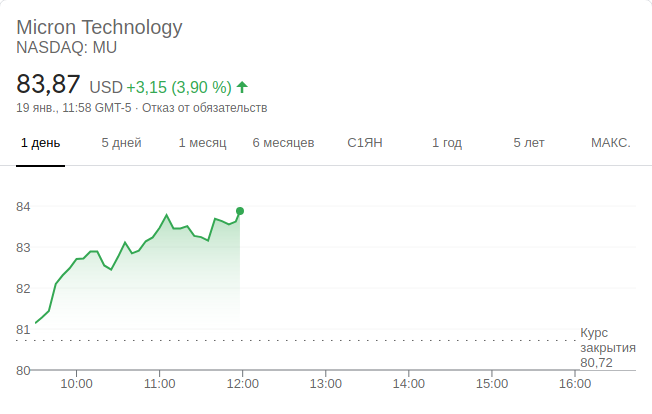 Micron Technology
NASDAQ: MU
83,87 USD +3,15 (3,90 %)
19 янв., 11:58 GMT-5 · Отказ от обязательств
1 день 5 дней 1 месяц 6 месяцев С1ЯН 1 год 5 лет МАКС.
84
83
82
81
Курс
закрытия
80,72
80
10:00 11:00 12:00 13:00 14:00 15:00 16:00